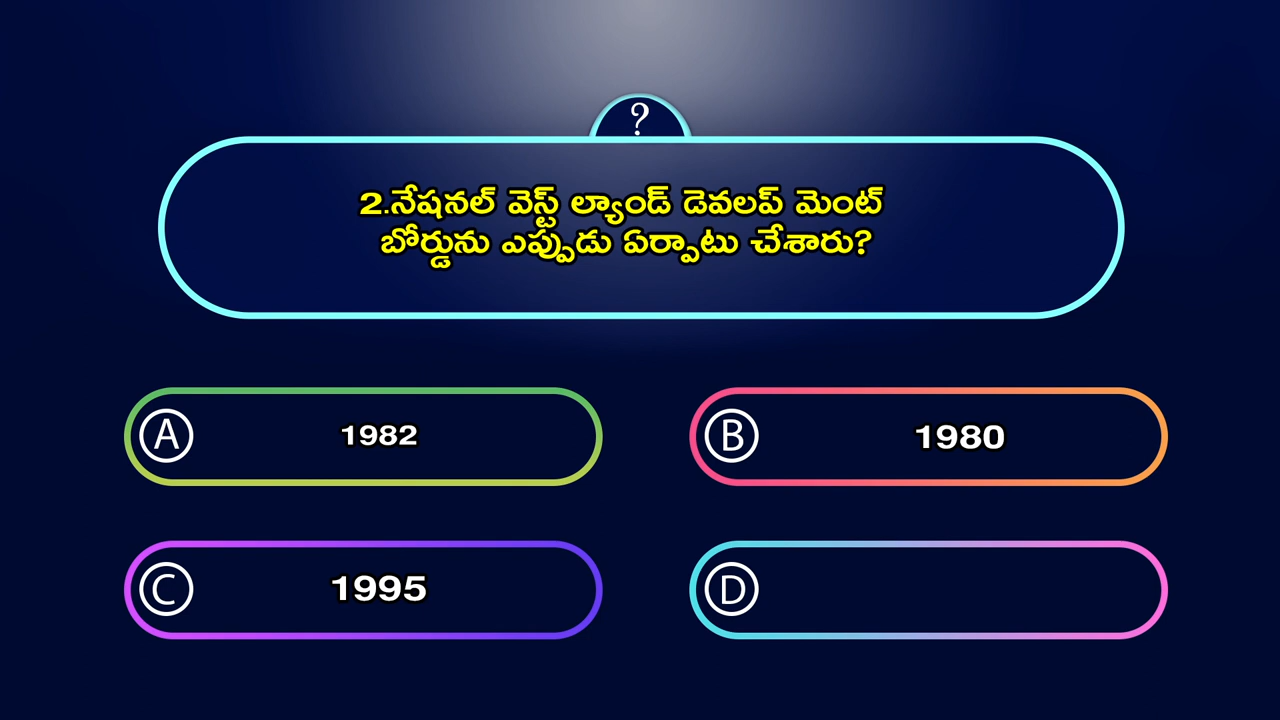 ?
2.నేషనల్ వెస్ట్ ల్యాండ్ డెవలప్ మెంట్
బోర్డును ఎప్పుడు ఏర్పాటు చేశారు?
A 1982
B 1980
C 1995
D